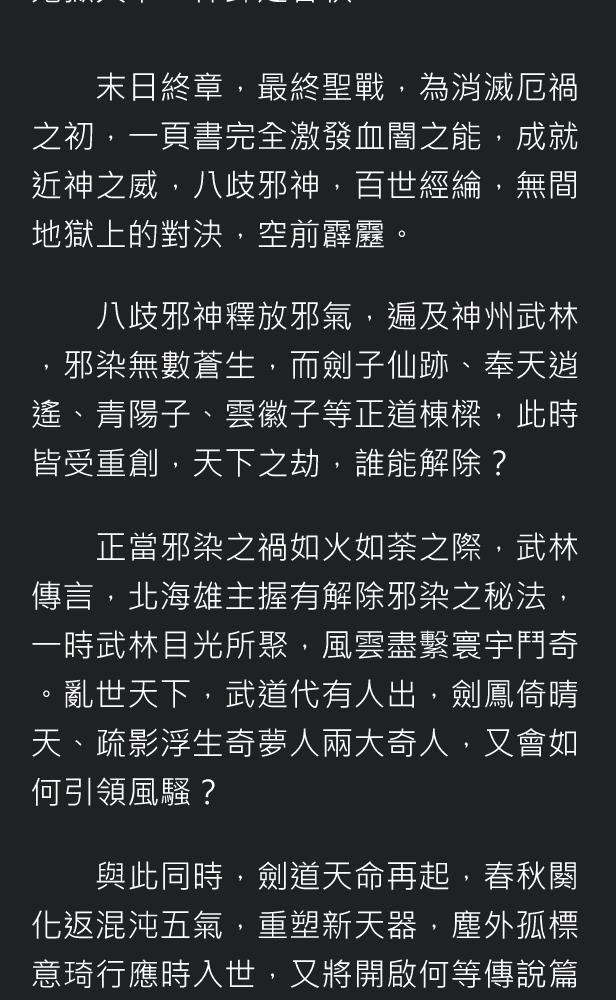 末日終章，最終聖戰，為消滅厄禍
之初，一頁書完全激發血闇之能，成就
近神之威，八歧邪神，百世經綸，無間
地獄上的對決，空前霹靂。
八歧邪神釋放邪氣，遍及神州武林
，邪染無數蒼生，而劍子仙跡、奉天逍
遙、青陽子、雲徽子等正道棟樑，此時
皆受重創，天下之劫，誰能解除？
正當邪染之禍如火如荼之際，武林
傳言，北海雄主握有解除邪染之秘法，
一時武林目光所聚，風雲盡繫寰宇鬥奇
。亂世天下，武道代有人出，劍鳳倚晴
天、疏影浮生奇夢人兩大奇人，又會如
何引領風騷？
與此同時，劍道天命再起，春秋闋
化返混沌五氣，重塑新天器，塵外孤標
意琦行應時入世，又將開啟何等傳說篇